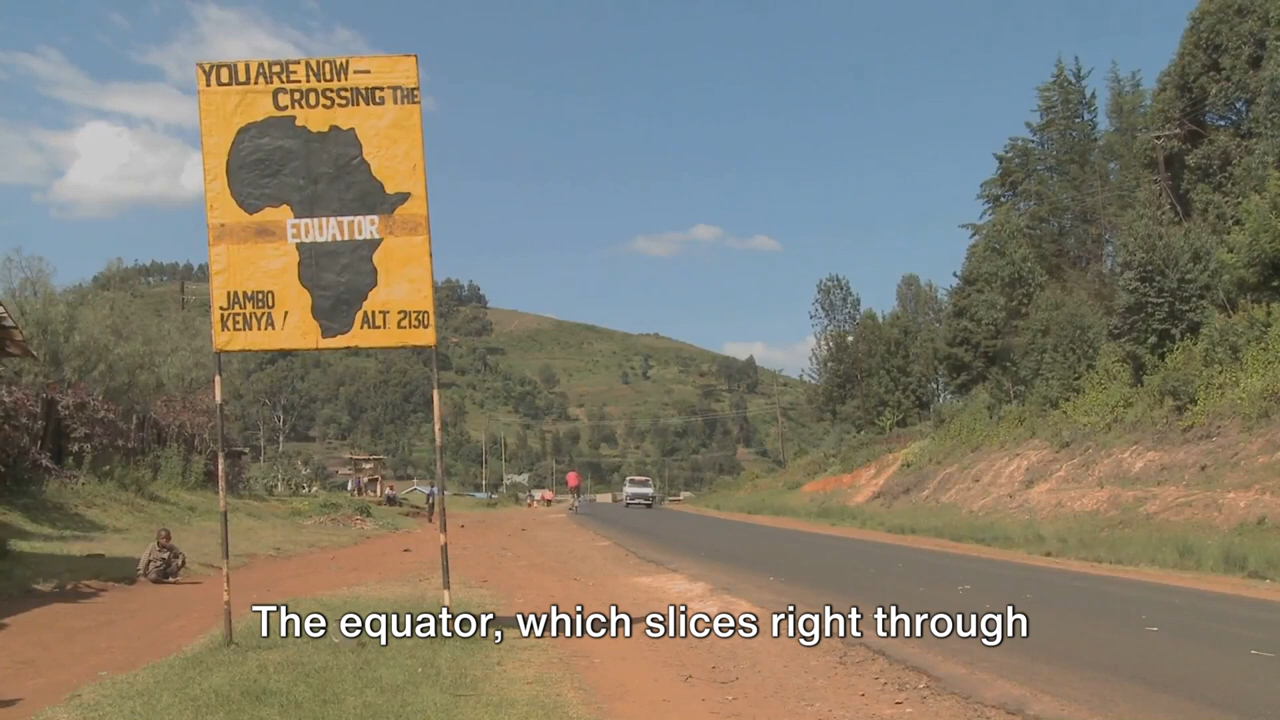 YOU ARE NOW —
CROSSING THE
EQUATOR
JAMBO
KENYA !
ALT. 2130
The equator, which slices right through